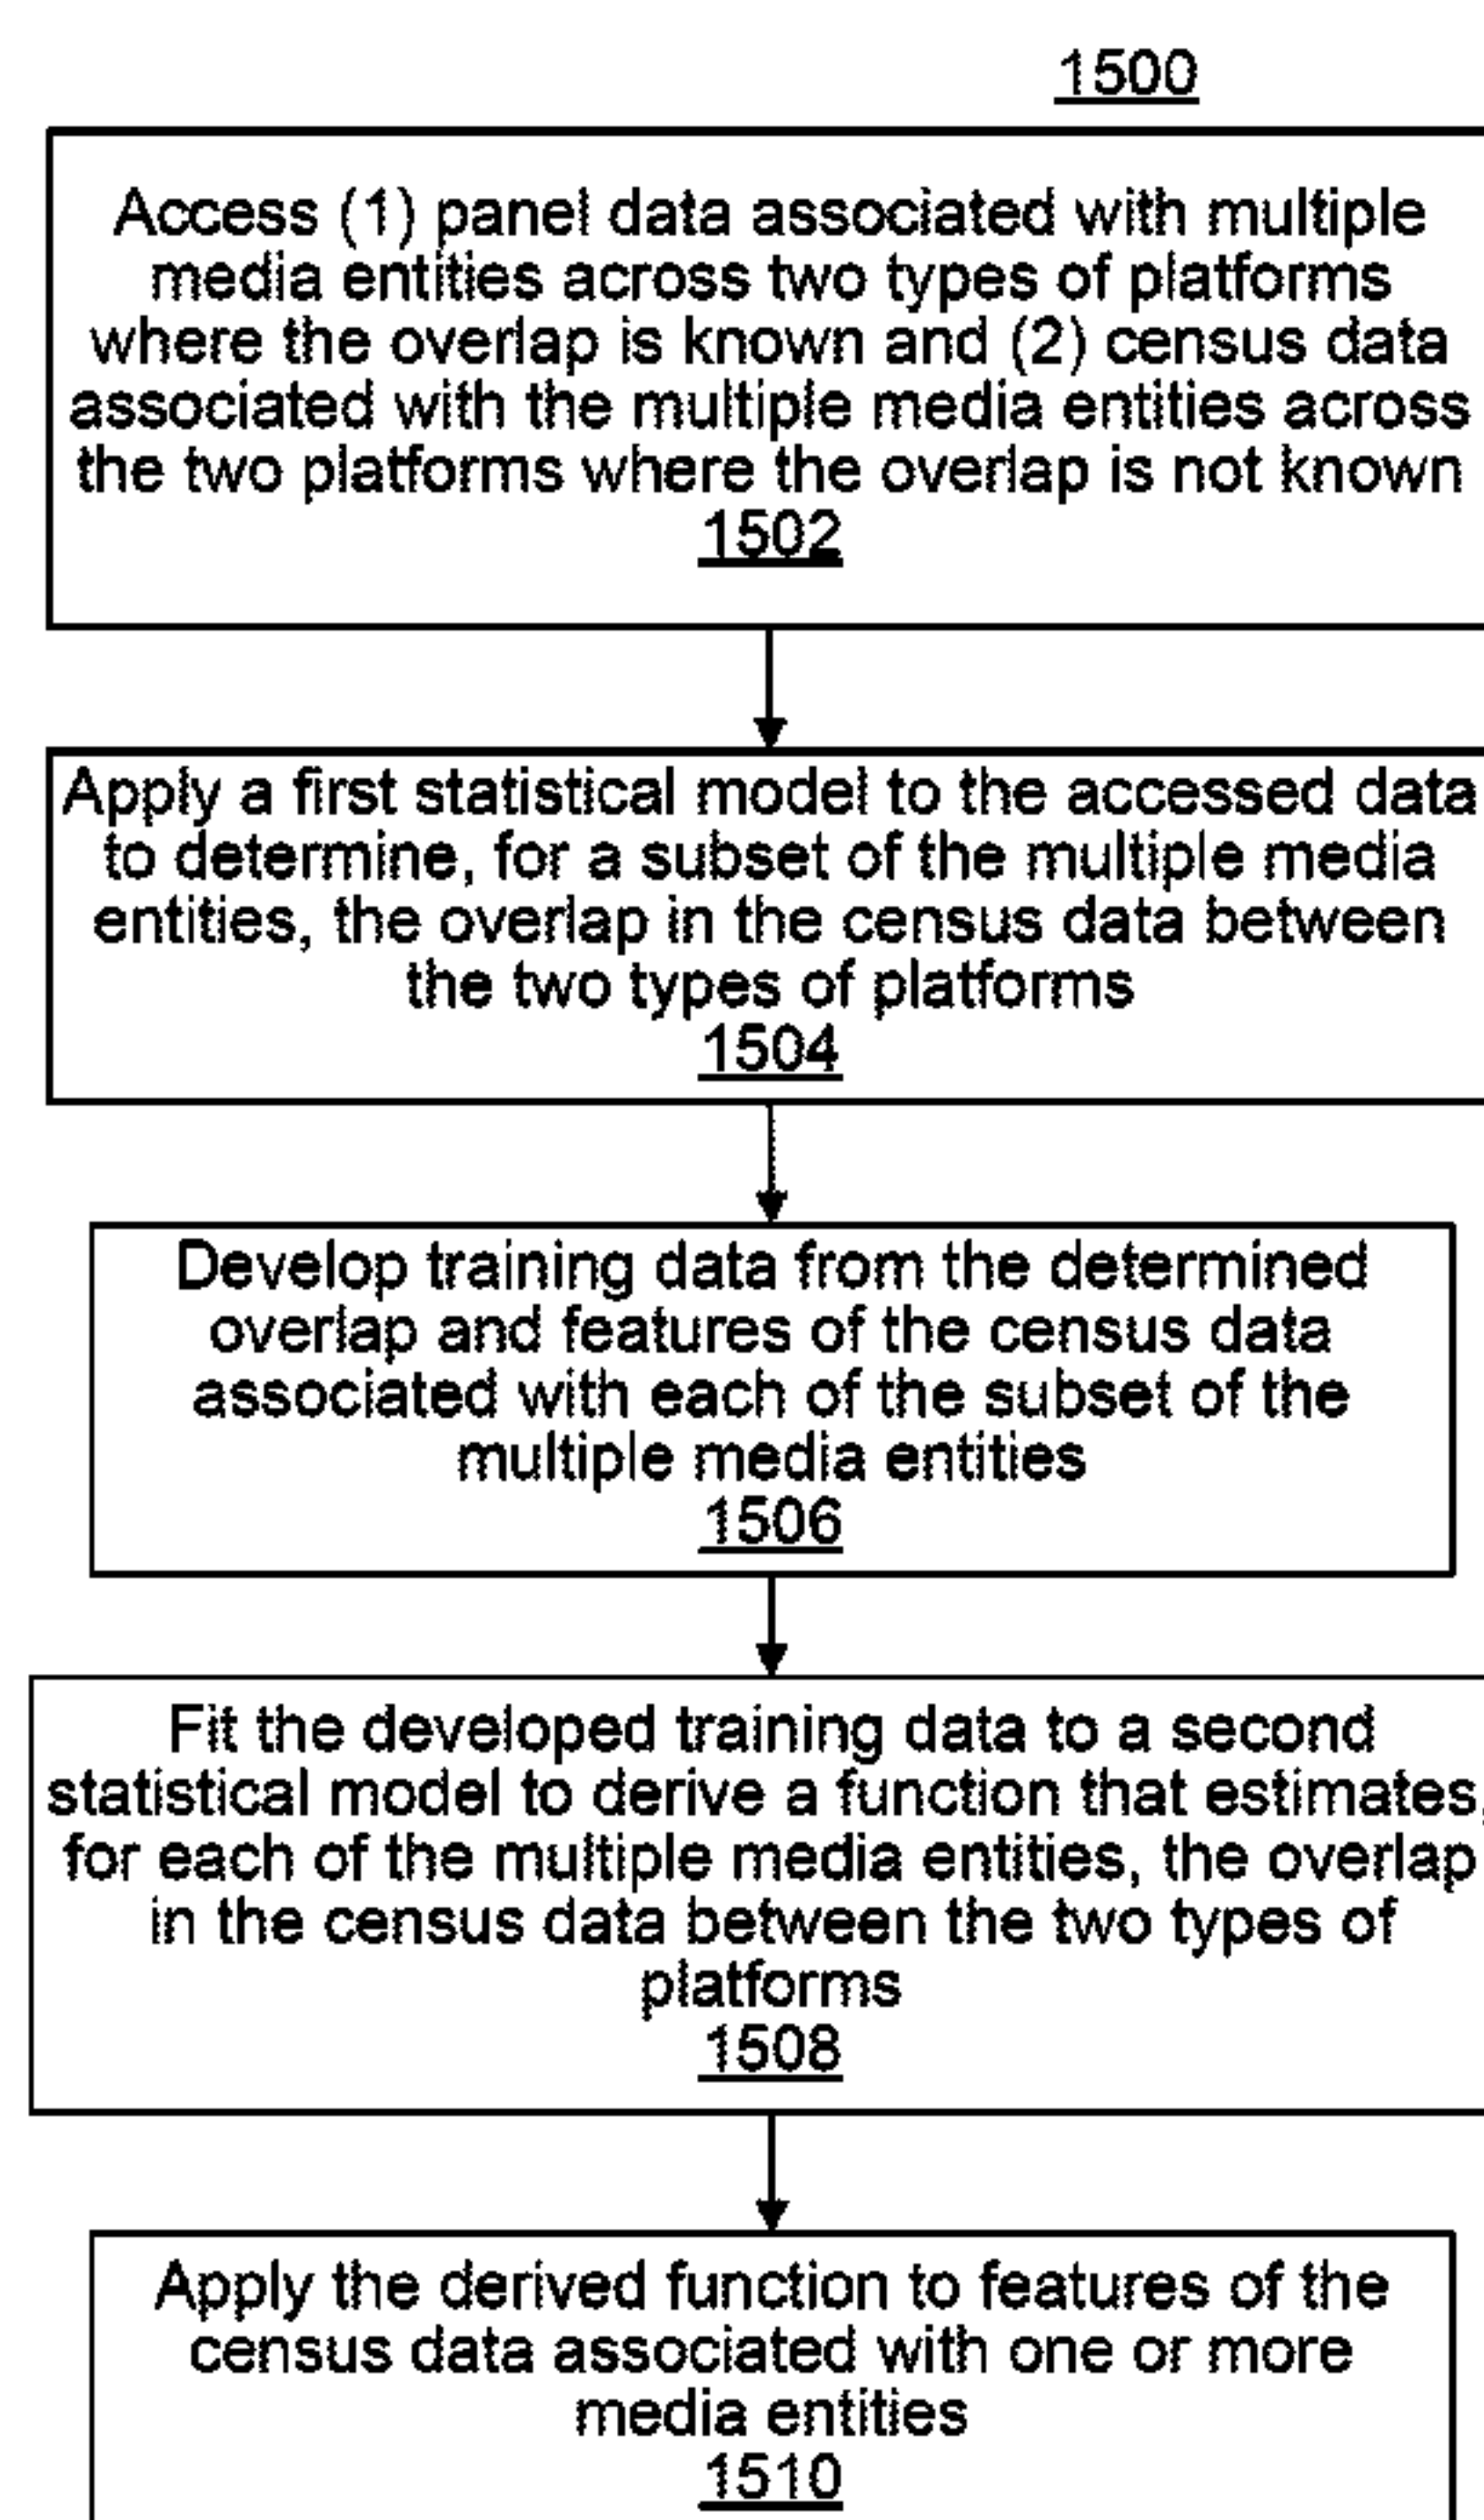 1500
Access (1) panel data associated with multiple
media entities across two types of platforms
where the overlap is known and (2) census data
associated with the multiple media entities across
the two platforms where the overlap is not known
1502
Apply a first statistical model to the accessed data
to determine, for a subset of the multiple media
entities, the overlap in the census data between
the two types of platforms
1504
Develop training data from the determined
overlap and features of the census data
associated with each of the subset of the
multiple media entities
1506
Fit the developed training data to a second
statistical model to derive a function that estimates,
for each of the multiple media entities, the overlap
in the census data between the two types of
platforms
1508
Apply the derived function to features of the
census data associated with one or more
media entities
1510